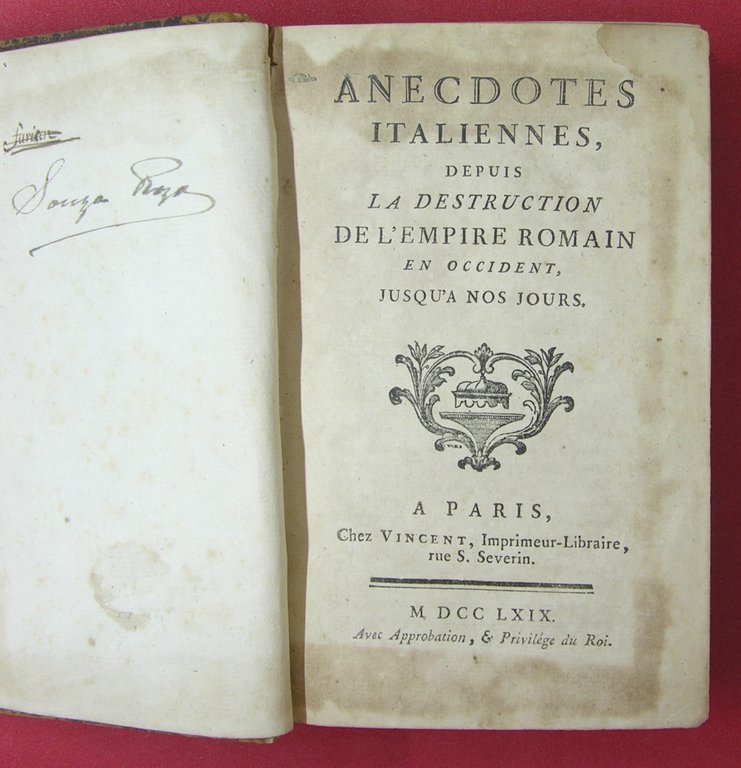 Souza
ANECDOTES
ITALIENNES,
DEPUIS
LA DESTRUCTION
DE L'EMPIRE ROMAIN
EN OCCIDENT,
JUSQU'A NOS JOURS.
A PARIS,
Chez VINCENT, Imprimeur-Libraire,
rue S. Severin.
M DCC LXIX.
Avec Approbation, & Privilége du Roi.